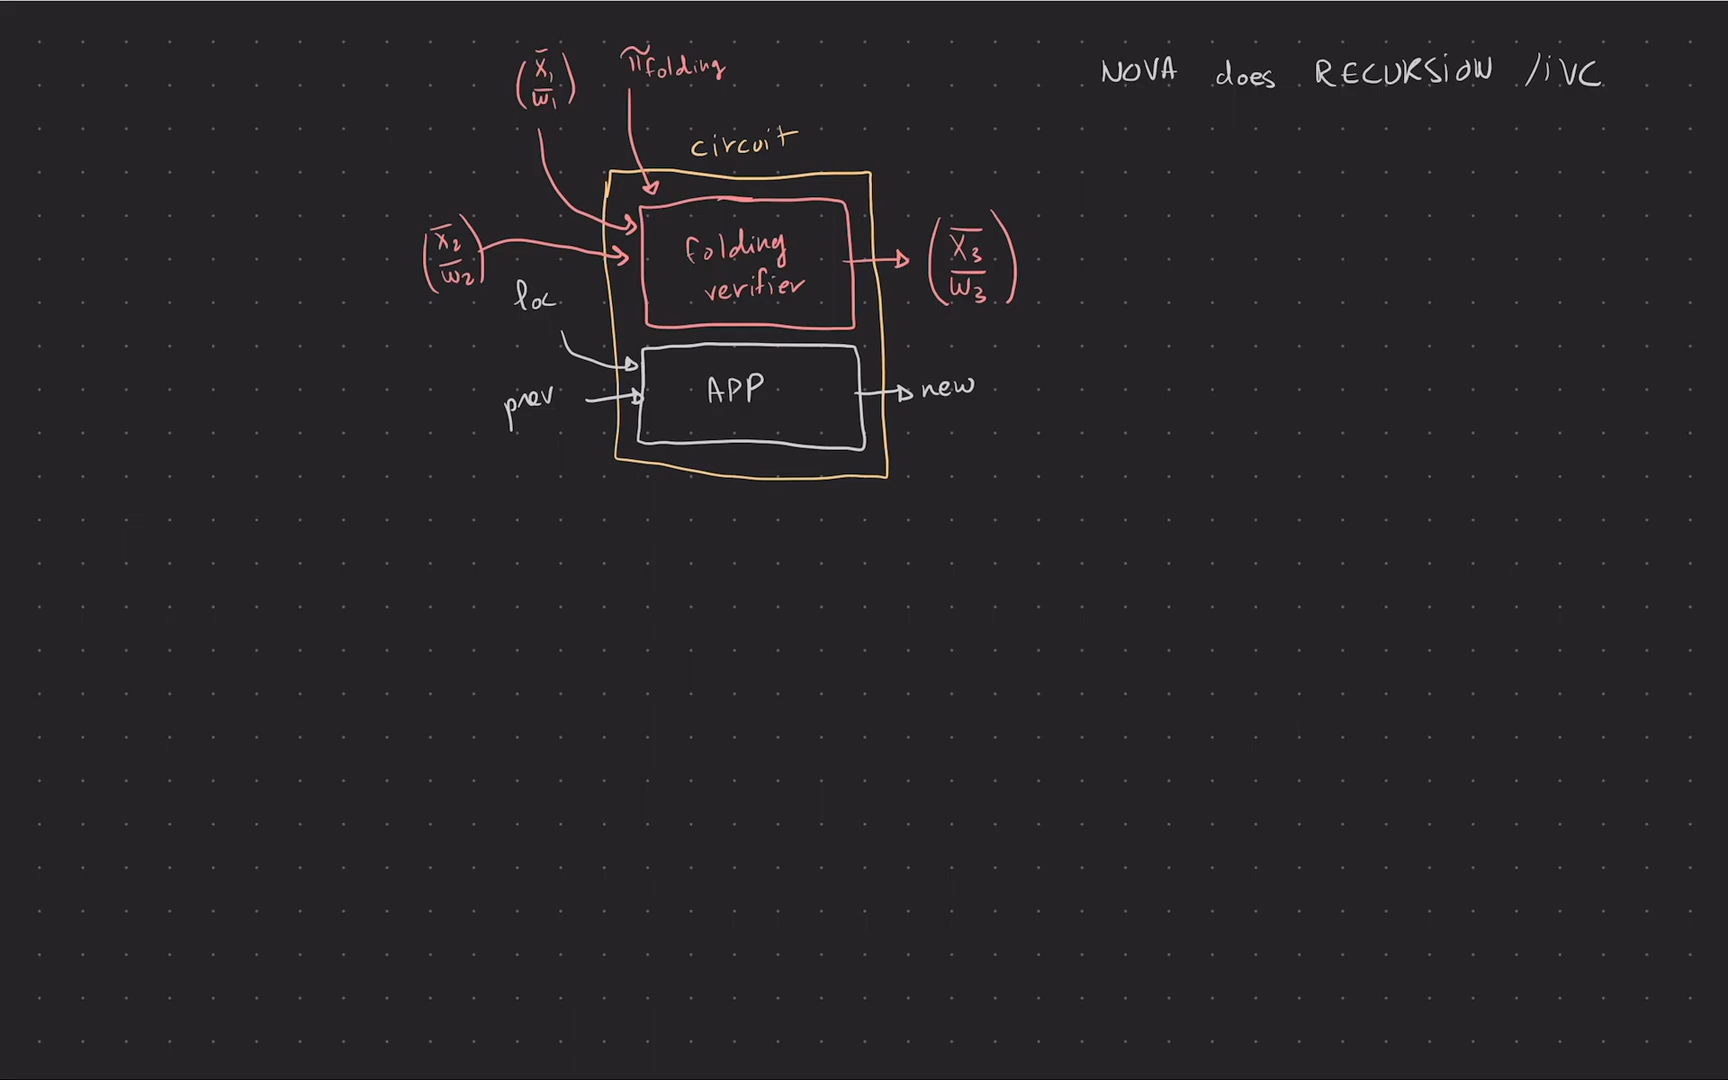 NOVA does RECURSION /iVC
x̄₁
w̄₁
π folding
circuit
x̄₂
w̄₂
folding
verifier
x̄₃
w̄₃
loc
prev
APP
new